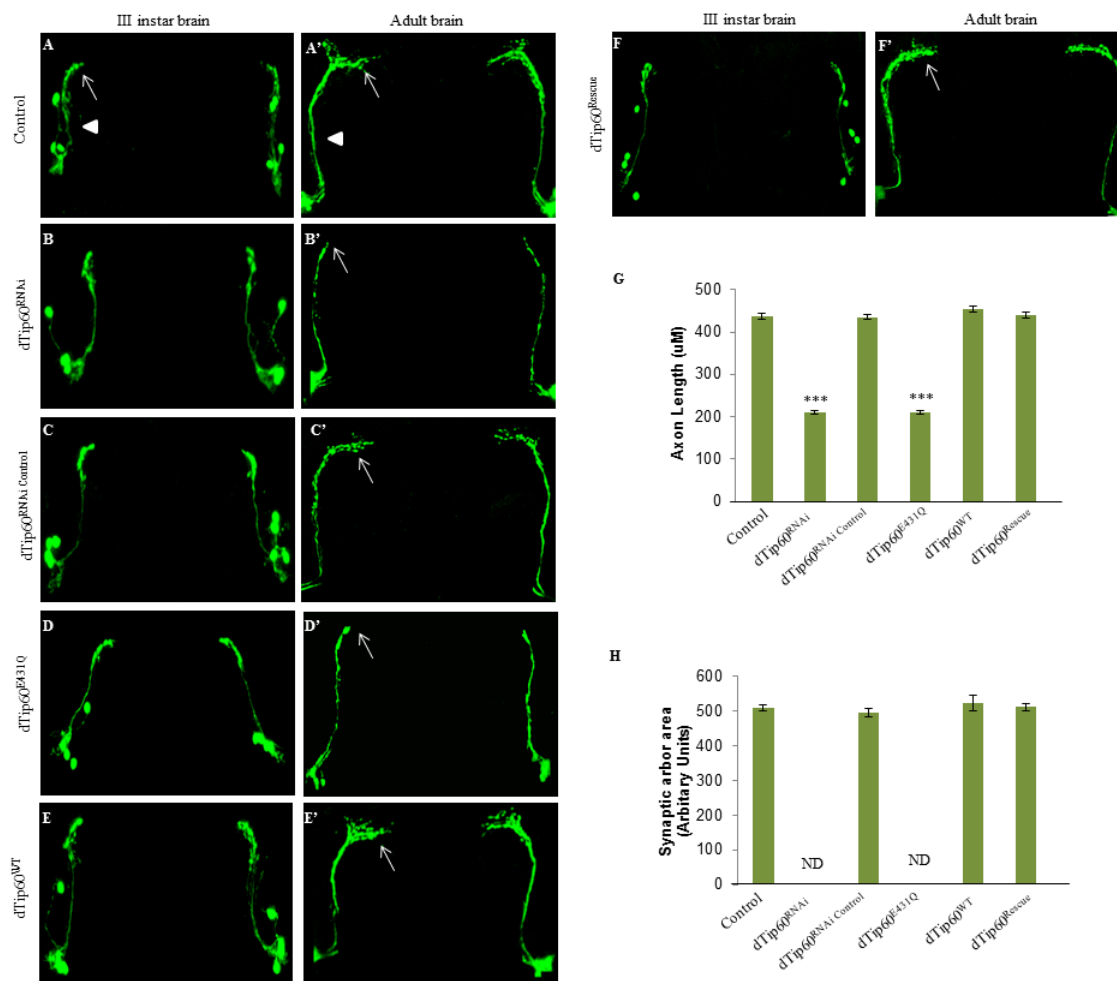 III instar brain
Adult brain
A
A'
Control
B
B'
dTip60RNAi
C
C'
dTip60RNAi Control
D
D'
dTip60E431Q
E
E'
dTip60WT
III instar brain
Adult brain
F
F'
dTip60Rescue
G
500
400
300
200
100
0
Axon Length (uM)
***
***
Control
dTip60RNAi
dTip60RNAi Control
dTip60E431Q
dTip60WT
dTip60Rescue
H
600
500
400
300
200
100
0
Synaptic arbor area
(Arbitary Units)
ND
ND
Control
dTip60RNAi
dTip60RNAi Control
dTip60E431Q
dTip60WT
dTip60Rescue